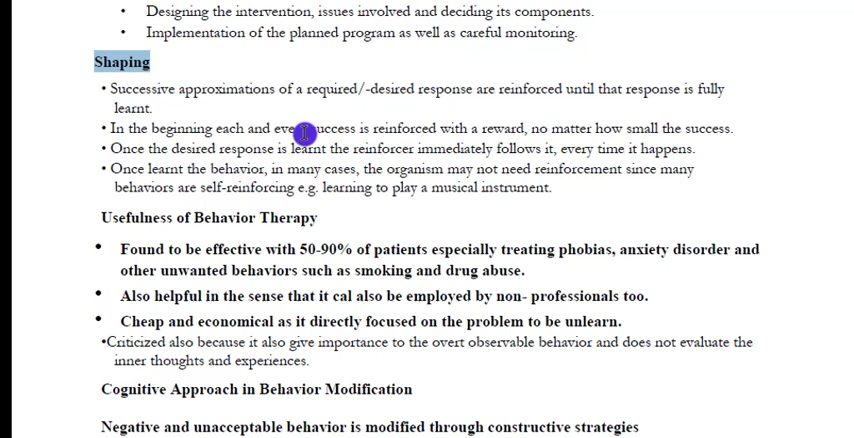 • Designing the intervention, issues involved and deciding its components.
• Implementation of the planned program as well as careful monitoring.
Shaping
• Successive approximations of a required/-desired response are reinforced until that response is fully
learnt.
• In the beginning each and success is reinforced with a reward, no matter how small the success.
• Once the desired response is learnt the reinforcer immediately follows it, every time it happens.
• Once learnt the behavior, in many cases, the organism may not need reinforcement since many
behaviors are self-reinforcing e.g. learning to play a musical instrument.
Usefulness of Behavior Therapy
• Found to be effective with 50-90% of patients especially treating phobias, anxiety disorder and
other unwanted behaviors such as smoking and drug abuse.
• Also helpful in the sense that it cal also be employed by non- professionals too.
• Cheap and economical as it directly focused on the problem to be unlearn.
•Criticized also because it also give importance to the overt observable behavior and does not evaluate the
inner thoughts and experiences.
Cognitive Approach in Behavior Modification
Negative and unacceptable behavior is modified through constructive strategies